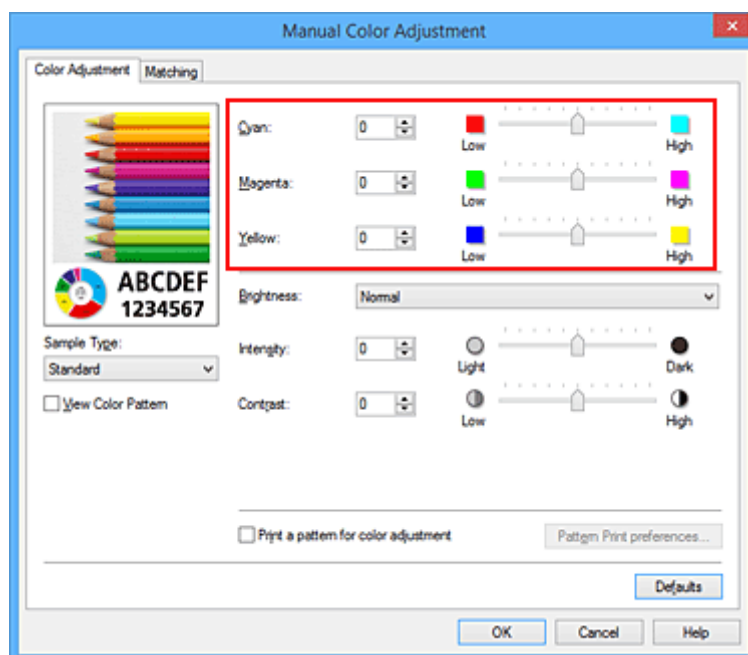 Manual Color Adjustment
Color Adjustment Matching
Cyan: 0 Low High
Magenta: 0 Low High
Yellow: 0 Low High
ABCDEF
1234567
Brightness: Normal
Sample Type:
Standard
Intensity: 0 Light Dark
View Color Pattern
Contrast: 0 Low High
Print a pattern for color adjustment Pattern Print preferences...
Defaults
OK Cancel Help